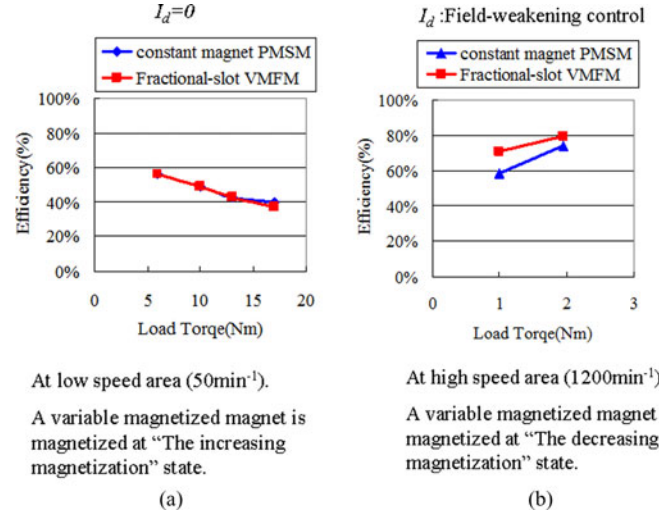 I_d=0
constant magnet PMSM
Fractional-slot VMFM
100%
80%
60%
40%
20%
0%
Efficiency(%)
0 5 10 15 20
Load Torqe(Nm)
At low speed area (50min⁻¹).
A variable magnetized magnet is
magnetized at “The increasing
magnetization” state.
(a)
I_d :Field-weakening control
constant magnet PMSM
Fractional-slot VMFM
100%
80%
60%
40%
20%
0%
Efficiency(%)
0 1 2 3
Load Torqe(Nm)
At high speed area (1200min⁻¹)
A variable magnetized magnet
magnetized at “The decreasing
magnetization” state.
(b)